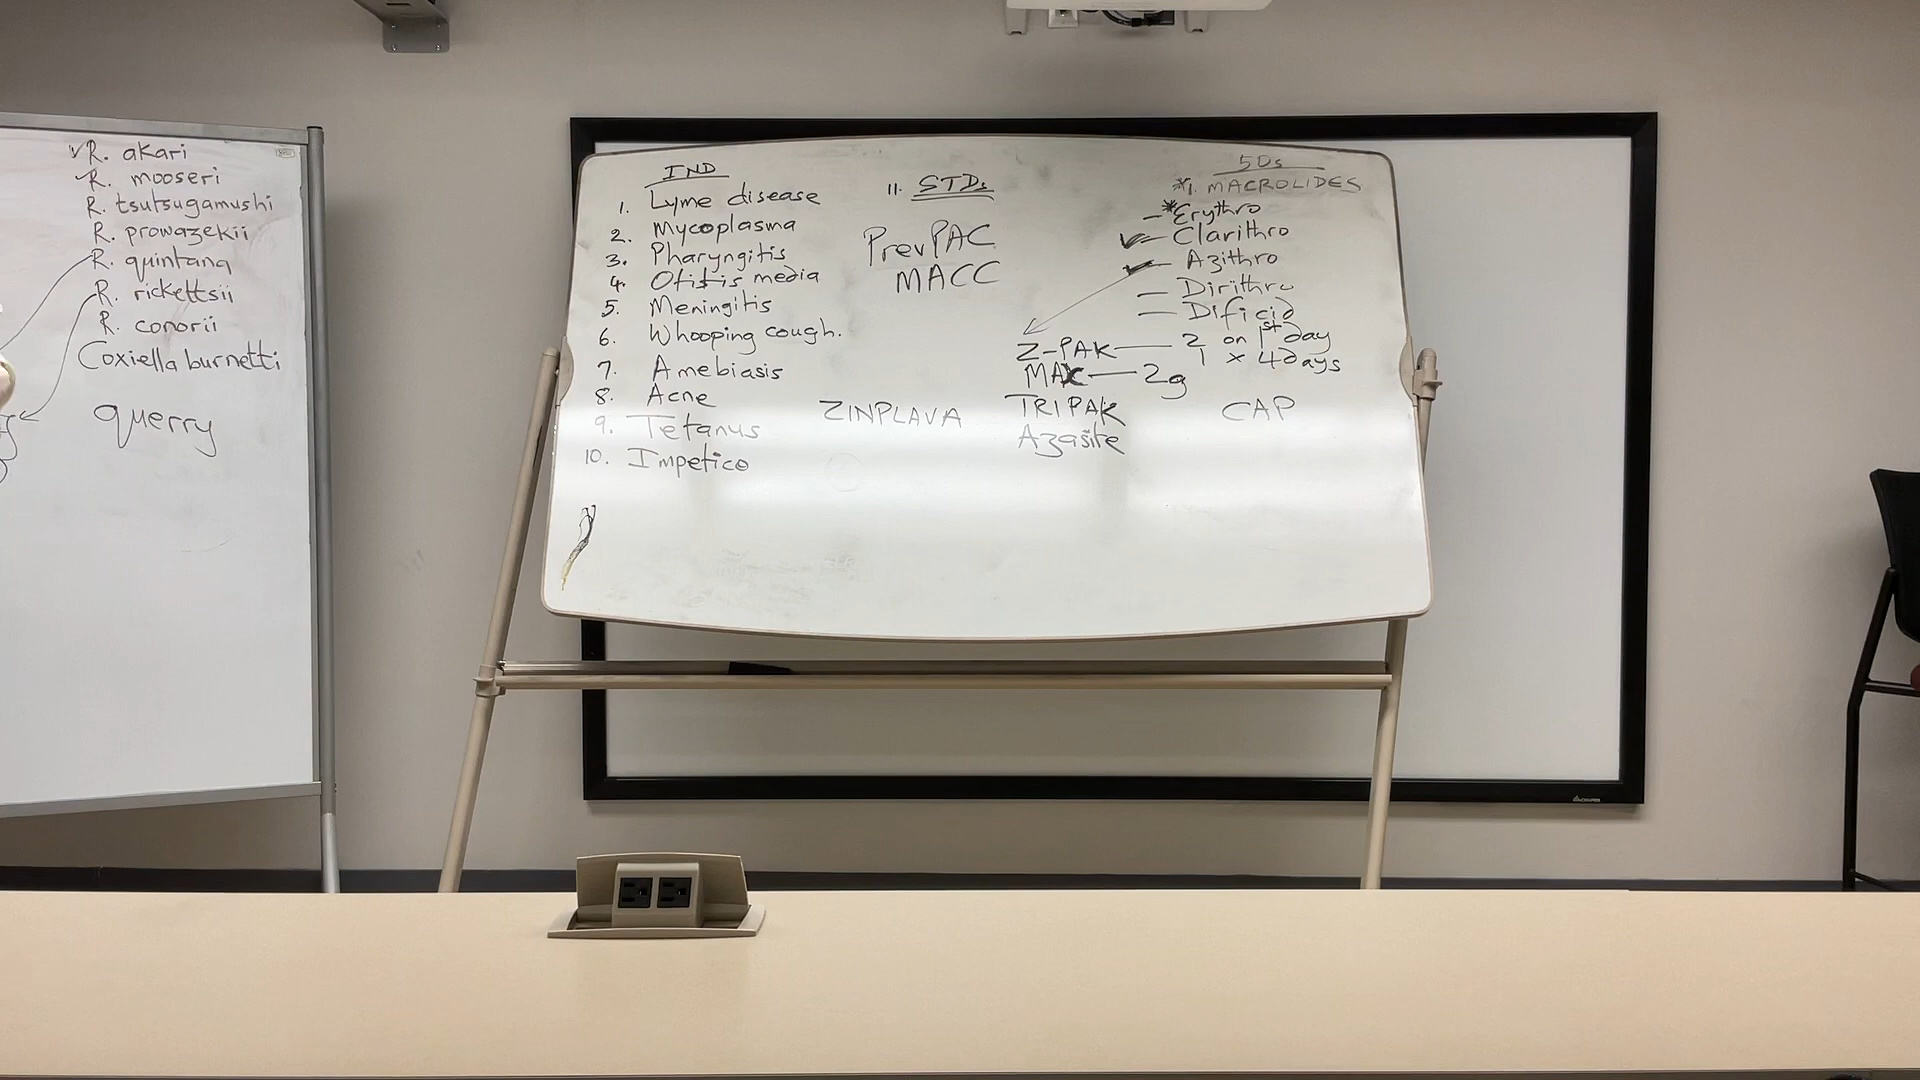 R. akari
R. mooseri
R. tsutsugamushi
R. prowazekii
R. quintana
R. rickettsii
R. conorii
Coxiella burnetti
querry
IND
1. Lyme disease
2. Mycoplasma
3. Pharyngitis
4. Otitis media
5. Meningitis
6. Whooping cough.
7. Amebiasis
8. Acne
9. Tetanus
10. Impetico
11. STDs
PrevPAC
MACC
ZINPLAVA
5Ds
*1. MACROLIDES
- *Erythro
- Clarithro
- Azithro
- Dirithro
- Dificid
Z-PAK — 2 on 1st day
1 x 4days
MAX — 2g
TRIPAK
Azasite
CAP